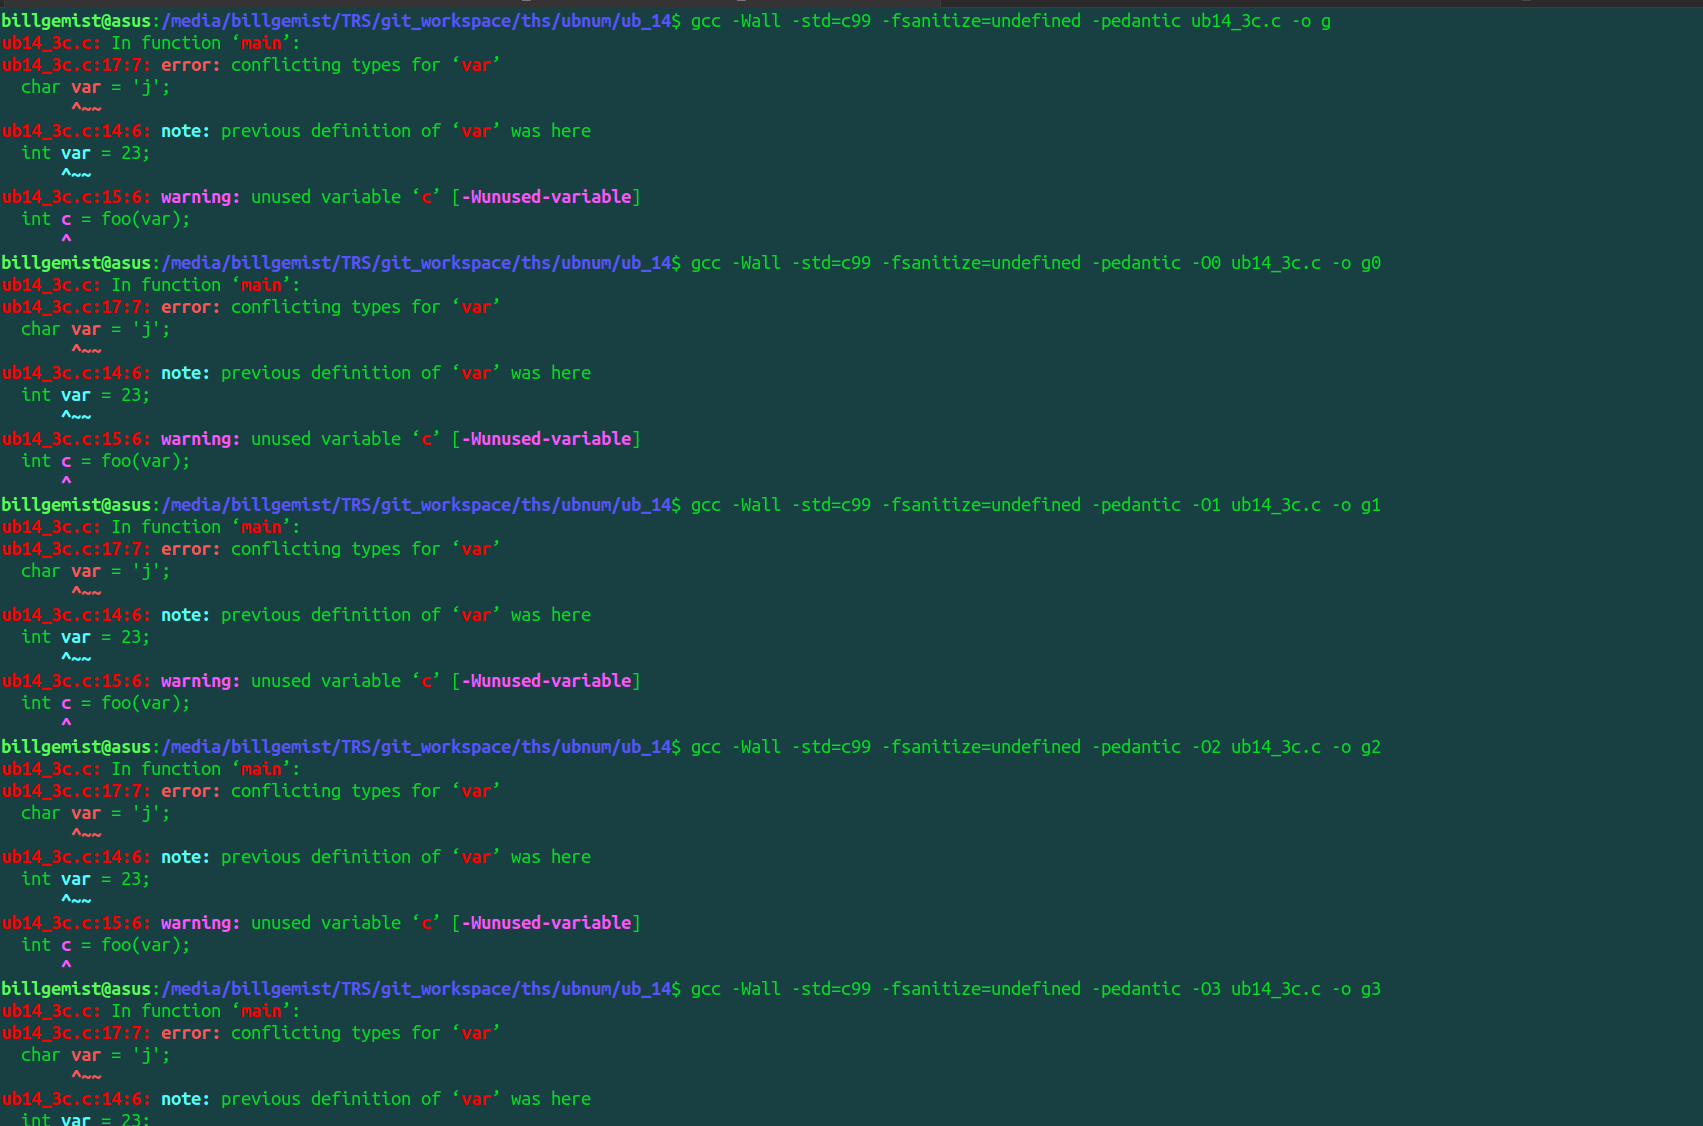 billgemist@asus:/media/billgemist/TRS/git_workspace/ths/ubnum/ub_14$ gcc -Wall -std=c99 -fsanitize=undefined -pedantic ub14_3c.c -o g
ub14_3c.c: In function ‘main’:
ub14_3c.c:17:7: error: conflicting types for ‘var’
  char var = 'j';
       ^~~
ub14_3c.c:14:6: note: previous definition of ‘var’ was here
  int var = 23;
      ^~~
ub14_3c.c:15:6: warning: unused variable ‘c’ [-Wunused-variable]
  int c = foo(var);
      ^
billgemist@asus:/media/billgemist/TRS/git_workspace/ths/ubnum/ub_14$ gcc -Wall -std=c99 -fsanitize=undefined -pedantic -O0 ub14_3c.c -o g0
ub14_3c.c: In function ‘main’:
ub14_3c.c:17:7: error: conflicting types for ‘var’
  char var = 'j';
       ^~~
ub14_3c.c:14:6: note: previous definition of ‘var’ was here
  int var = 23;
      ^~~
ub14_3c.c:15:6: warning: unused variable ‘c’ [-Wunused-variable]
  int c = foo(var);
      ^
billgemist@asus:/media/billgemist/TRS/git_workspace/ths/ubnum/ub_14$ gcc -Wall -std=c99 -fsanitize=undefined -pedantic -O1 ub14_3c.c -o g1
ub14_3c.c: In function ‘main’:
ub14_3c.c:17:7: error: conflicting types for ‘var’
  char var = 'j';
       ^~~
ub14_3c.c:14:6: note: previous definition of ‘var’ was here
  int var = 23;
      ^~~
ub14_3c.c:15:6: warning: unused variable ‘c’ [-Wunused-variable]
  int c = foo(var);
      ^
billgemist@asus:/media/billgemist/TRS/git_workspace/ths/ubnum/ub_14$ gcc -Wall -std=c99 -fsanitize=undefined -pedantic -O2 ub14_3c.c -o g2
ub14_3c.c: In function ‘main’:
ub14_3c.c:17:7: error: conflicting types for ‘var’
  char var = 'j';
       ^~~
ub14_3c.c:14:6: note: previous definition of ‘var’ was here
  int var = 23;
      ^~~
ub14_3c.c:15:6: warning: unused variable ‘c’ [-Wunused-variable]
  int c = foo(var);
      ^
billgemist@asus:/media/billgemist/TRS/git_workspace/ths/ubnum/ub_14$ gcc -Wall -std=c99 -fsanitize=undefined -pedantic -O3 ub14_3c.c -o g3
ub14_3c.c: In function ‘main’:
ub14_3c.c:17:7: error: conflicting types for ‘var’
  char var = 'j';
       ^~~
ub14_3c.c:14:6: note: previous definition of ‘var’ was here
  int var = 23;